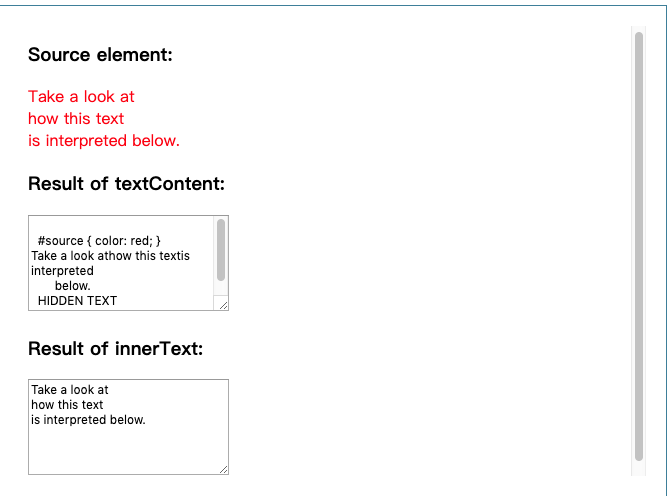 Source element:
Take a look at
how this text
is interpreted below.
Result of textContent:
#source { color: red; }
Take a look athow this textis
interpreted
below.
HIDDEN TEXT
Result of innerText:
Take a look at
how this text
is interpreted below.